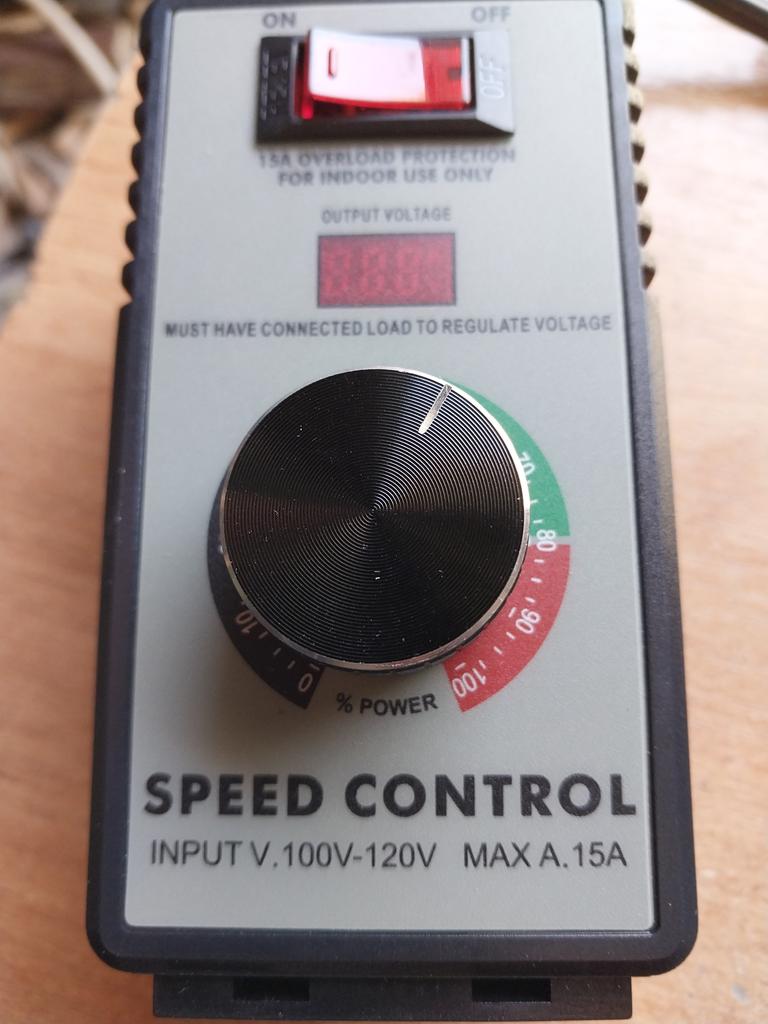 ON OFF
OFF
15A OVERLOAD PROTECTION
FOR INDOOR USE ONLY
OUTPUT VOLTAGE
MUST HAVE CONNECTED LOAD TO REGULATE VOLTAGE
70
80
90
100
10
0
% POWER
SPEED CONTROL
INPUT V.100V-120V MAX A.15A